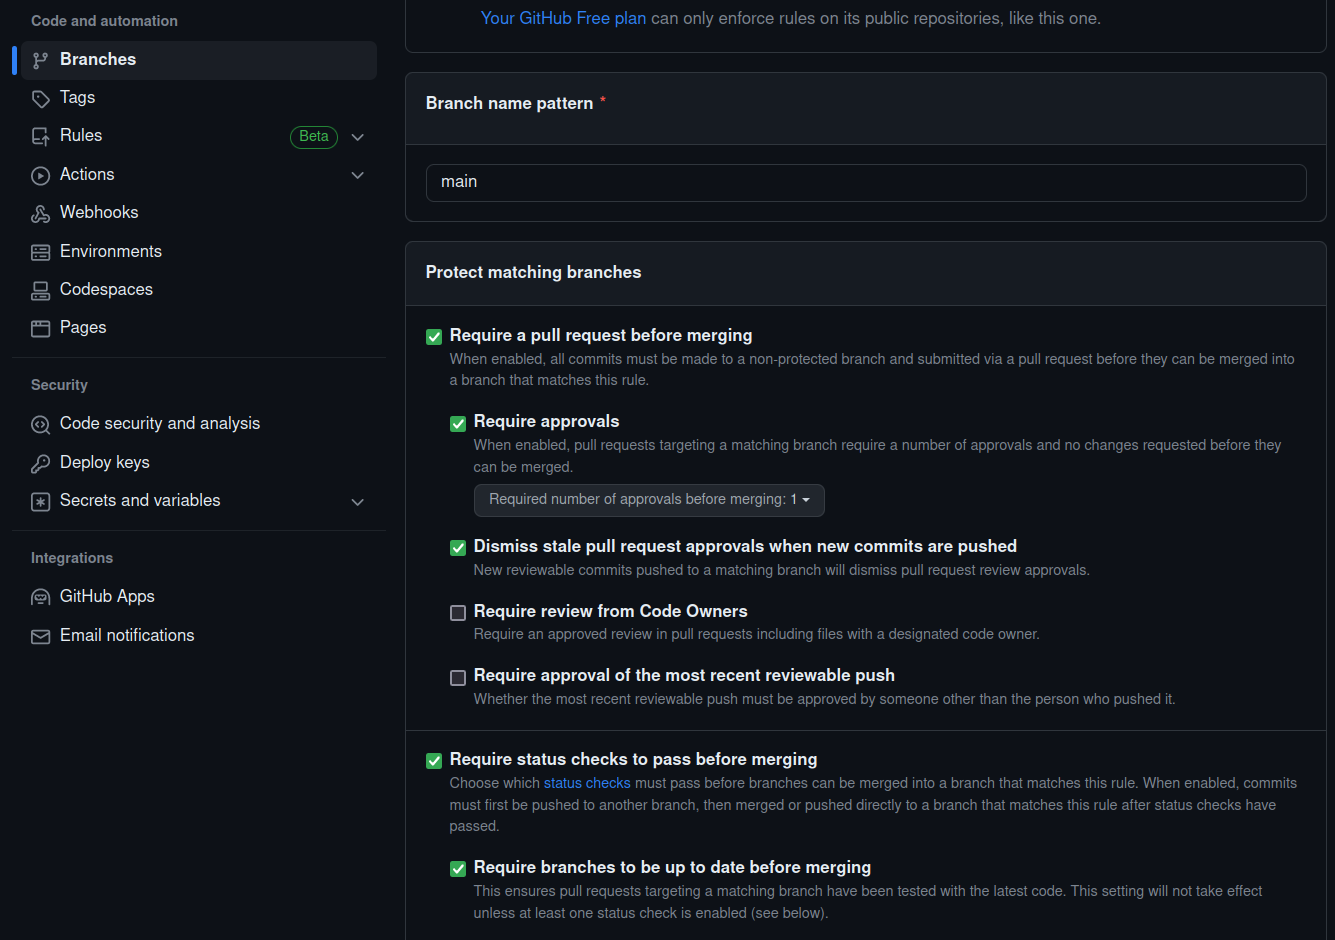 Code and automation
Branches
Tags
Rules
Beta
Actions
Webhooks
Environments
Codespaces
Pages
Security
Code security and analysis
Deploy keys
Secrets and variables
Integrations
GitHub Apps
Email notifications
Your GitHub Free plan can only enforce rules on its public repositories, like this one.
Branch name pattern *
main
Protect matching branches
Require a pull request before merging
When enabled, all commits must be made to a non-protected branch and submitted via a pull request before they can be merged into
a branch that matches this rule.
Require approvals
When enabled, pull requests targeting a matching branch require a number of approvals and no changes requested before they
can be merged.
Required number of approvals before merging: 1
Dismiss stale pull request approvals when new commits are pushed
New reviewable commits pushed to a matching branch will dismiss pull request review approvals.
Require review from Code Owners
Require an approved review in pull requests including files with a designated code owner.
Require approval of the most recent reviewable push
Whether the most recent reviewable push must be approved by someone other than the person who pushed it.
Require status checks to pass before merging
Choose which status checks must pass before branches can be merged into a branch that matches this rule. When enabled, commits
must first be pushed to another branch, then merged or pushed directly to a branch that matches this rule after status checks have
passed.
Require branches to be up to date before merging
This ensures pull requests targeting a matching branch have been tested with the latest code. This setting will not take effect
unless at least one status check is enabled (see below).